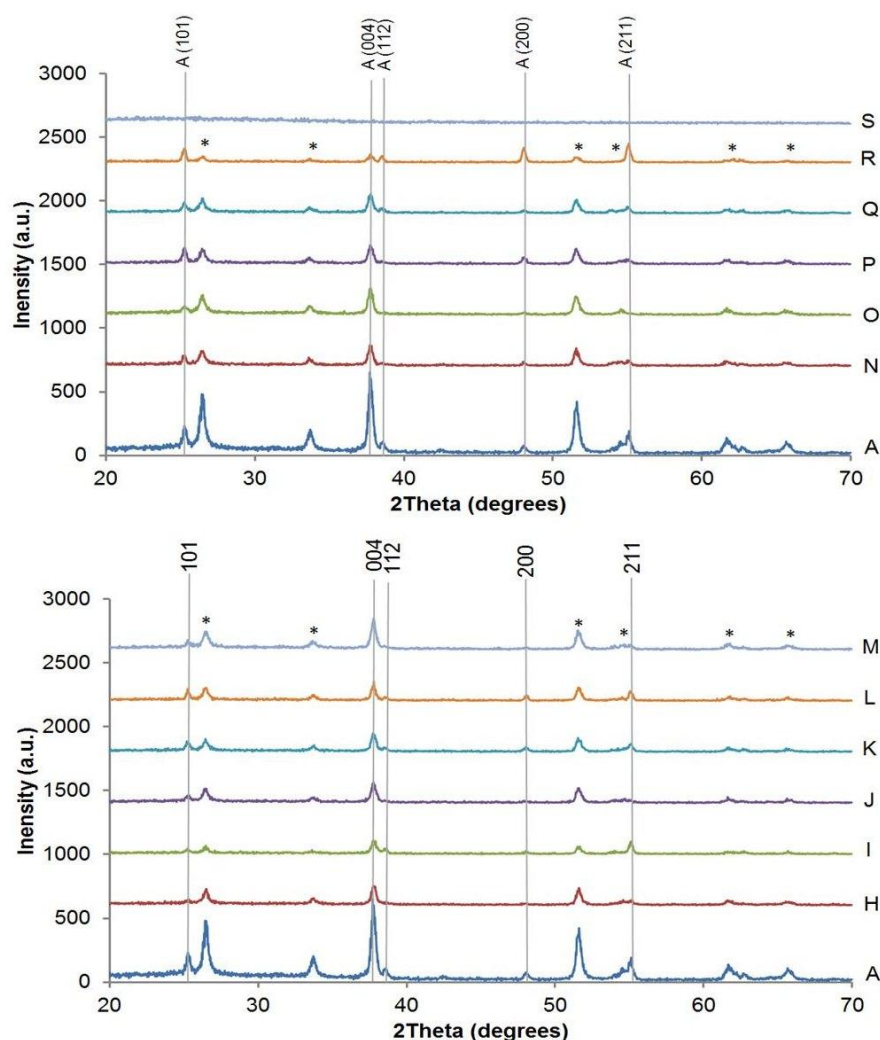 A (101) A (004) A (112) A (200) A (211)
3000
2500
2000
1500
1000
500
0
Inensity (a.u.)
* * * * * *
S
R
Q
P
O
N
A
20 30 40 50 60 70
2Theta (degrees)
101 004 112 200 211
3000
2500
2000
1500
1000
500
0
Inensity (a.u.)
* * * * * *
M
L
K
J
I
H
A
20 30 40 50 60 70
2Theta (degrees)